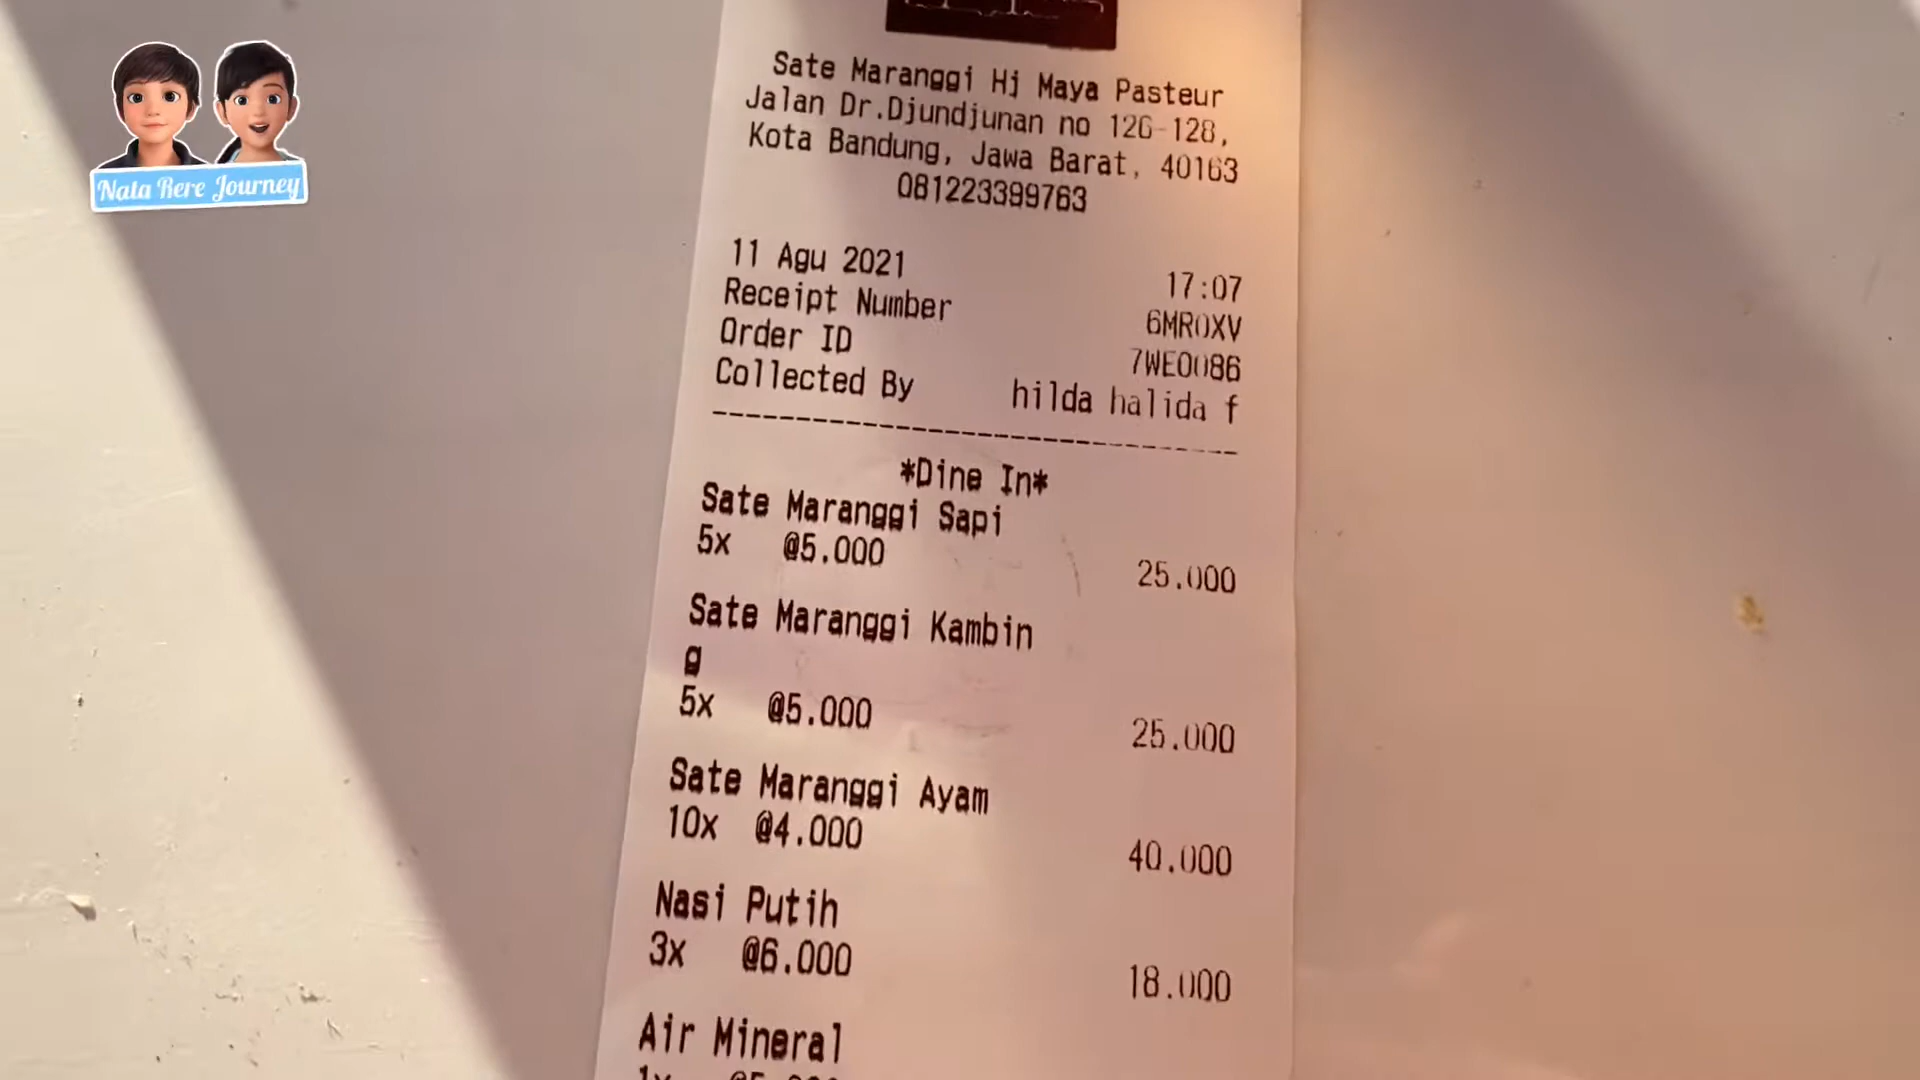 Nata Rere Journey
Sate Maranggi Hj Maya Pasteur
Jalan Dr.Djundjunan no 126-128,
Kota Bandung, Jawa Barat, 40163
081223399763
11 Agu 2021 17:07
Receipt Number 6MR0XV
Order ID 7WE0086
Collected By hilda halida f
*Dine In*
Sate Maranggi Sapi
5x @5.000 25.000
Sate Maranggi Kambin
g
5x @5.000 25.000
Sate Maranggi Ayam
10x @4.000 40.000
Nasi Putih
3x @6.000 18.000
Air Mineral